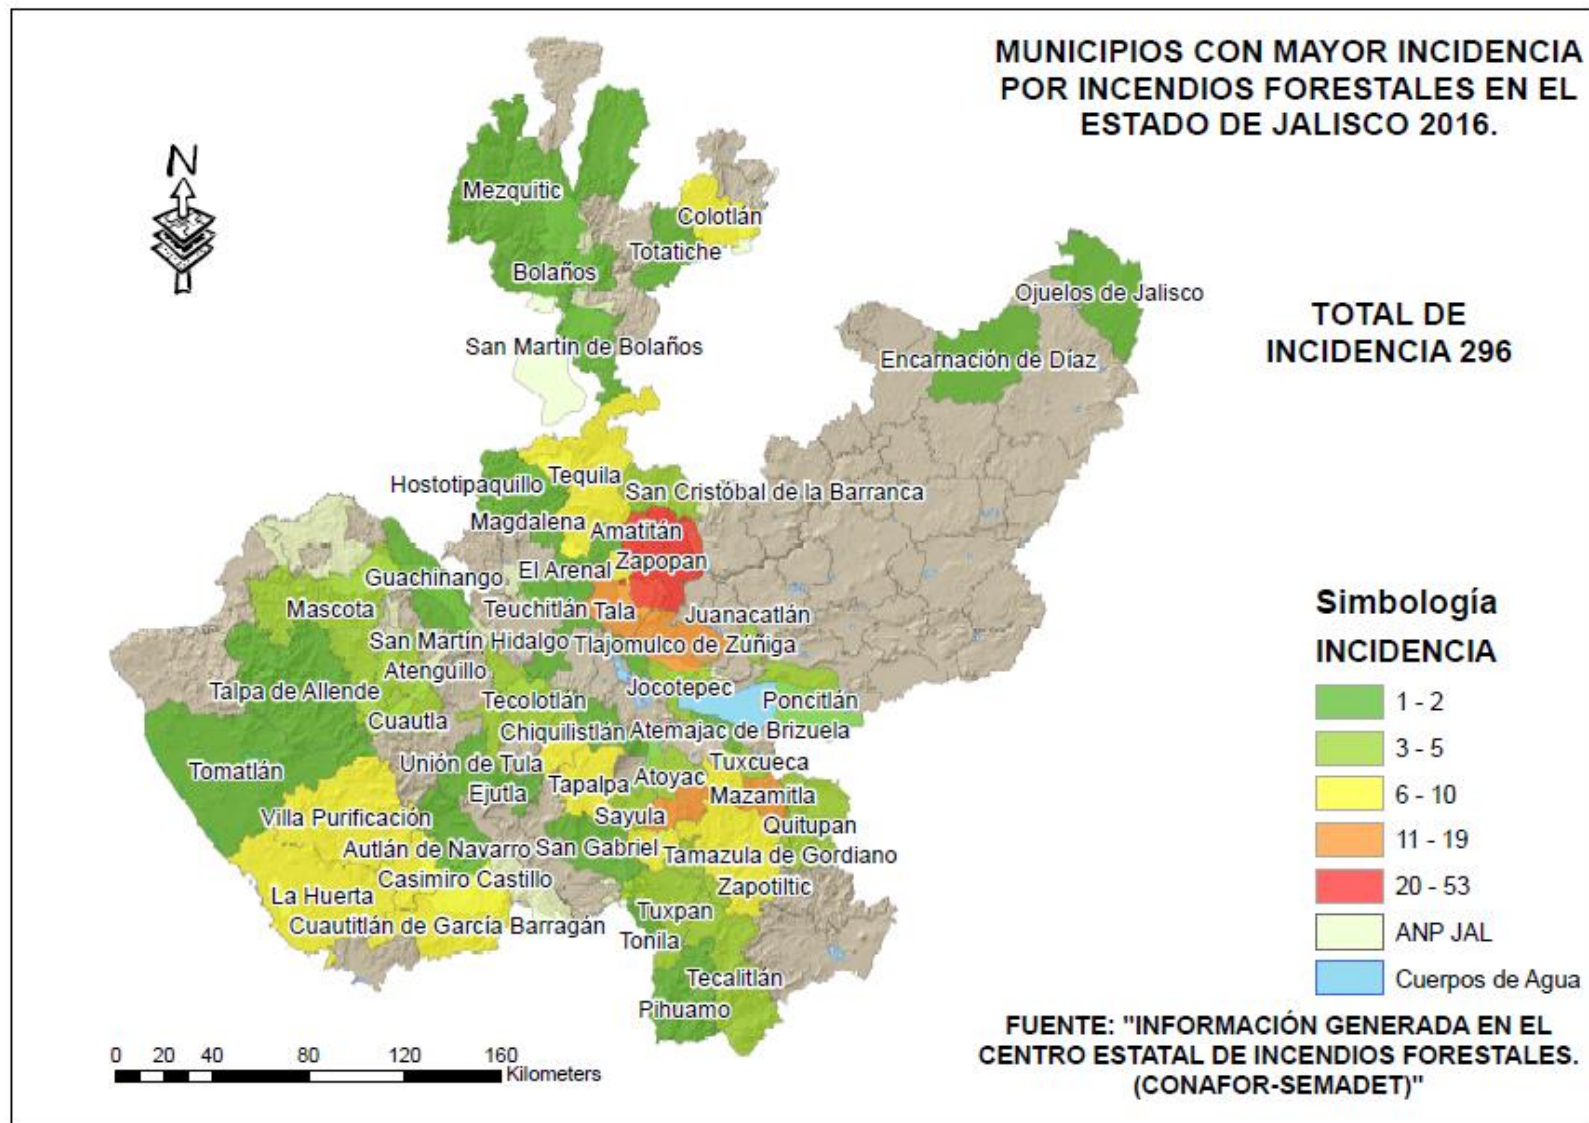 MUNICIPIOS CON MAYOR INCIDENCIA
POR INCENDIOS FORESTALES EN EL
ESTADO DE JALISCO 2016.
N
Mezquitic
Colotlán
Totatiche
Bolaños
Ojuelos de Jalisco
TOTAL DE
INCIDENCIA 296
San Martín de Bolaños
Encarnación de Díaz
Tequila
Hostotipaquillo
San Cristóbal de la Barranca
Magdalena
Amatitán
Zapopan
El Arenal
Guachinango
Mascota
Teuchitlán
Tala
Juanacatlán
San Martín Hidalgo
Tlajomulco de Zúñiga
Atenguillo
Talpa de Allende
Jocotepec
Tecolotlán
Poncitlán
Cuautla
Chiquilistlán
Atemajac de Brizuela
Tomatlán
Unión de Tula
Tuxcueca
Tapalpa
Atoyac
Ejutla
Mazamitla
Villa Purificación
Sayula
Quitupan
Autlán de Navarro
San Gabriel
Tamazula de Gordiano
Casimiro Castillo
Zapotiltic
La Huerta
Tuxpan
Cuautitlán de García Barragán
Tonila
Tecalitlán
Pihuamo
Simbología
INCIDENCIA
1 - 2
3 - 5
6 - 10
11 - 19
20 - 53
ANP JAL
Cuerpos de Agua
0 20 40 80 120 160
Kilometers
FUENTE: "INFORMACIÓN GENERADA EN EL
CENTRO ESTATAL DE INCENDIOS FORESTALES.
(CONAFOR-SEMADET)"